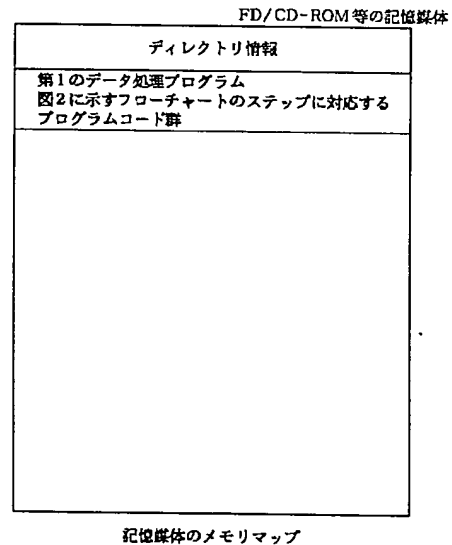 FD/CD-ROM等の記憶媒体
ディレクトリ情報
第1のデータ処理プログラム
図2に示すフローチャートのステップに対応する
プログラムコード群
記憶媒体のメモリマップ